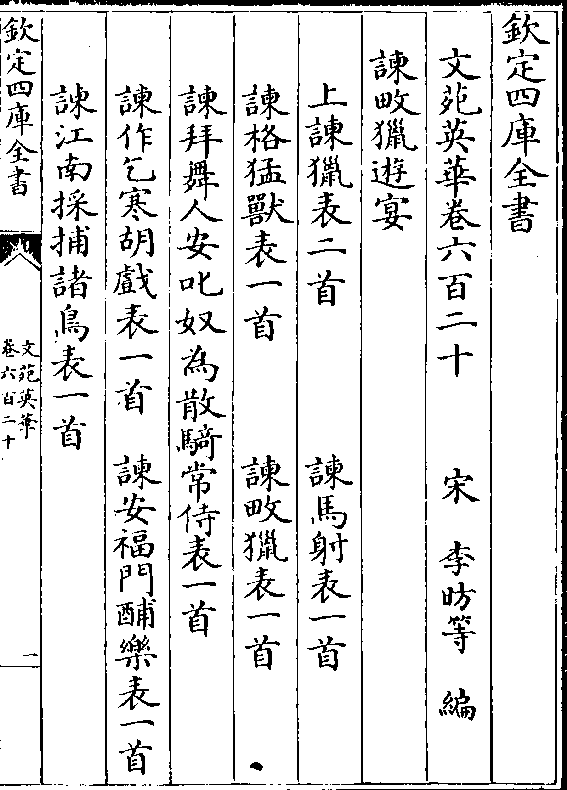 欽定四庫全書
文苑英華卷六百二十 宋 李昉等 編
諫畋獵遊宴
上諫獵表二首 諫馬射表一首
諫格猛獸表一首 諫畋獵表一首
諫拜舞人安叱奴為散騎常侍表一首
諫作乞寒胡戲表一首 諫安福門酺樂表一首
諫江南採捕諸鳥表一首
欽定四庫全書
文苑英華
卷六百二十
一